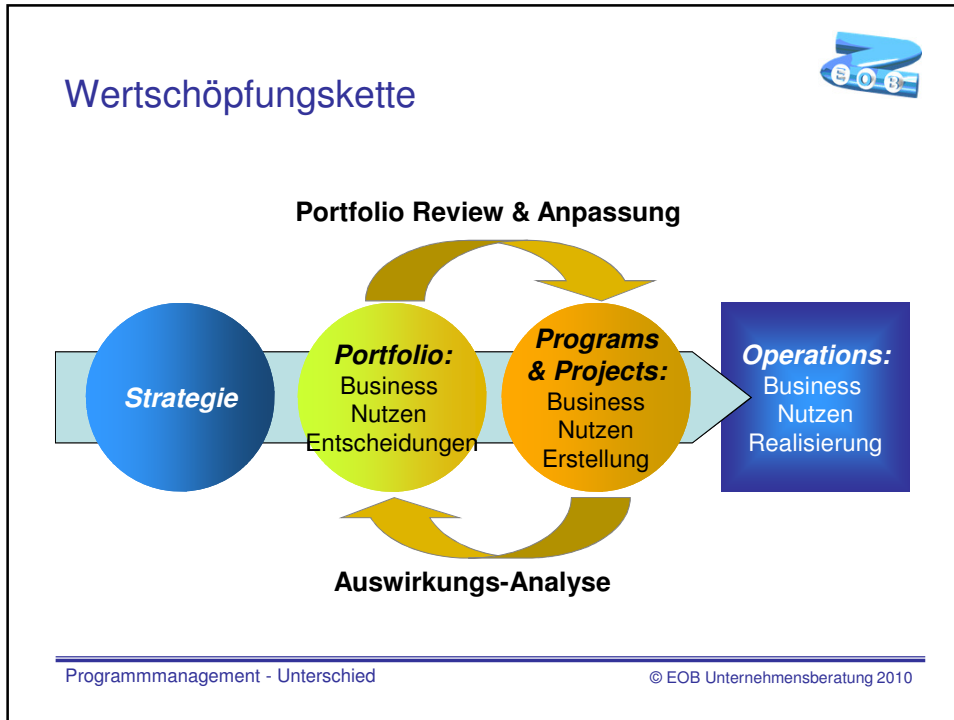 Wertschöpfungskette
EOB
Portfolio Review & Anpassung
Strategie
Portfolio:
Business
Nutzen
Entscheidungen
Programs
& Projects:
Business
Nutzen
Erstellung
Operations:
Business
Nutzen
Realisierung
Auswirkungs-Analyse
Programmmanagement - Unterschied
© EOB Unternehmensberatung 2010